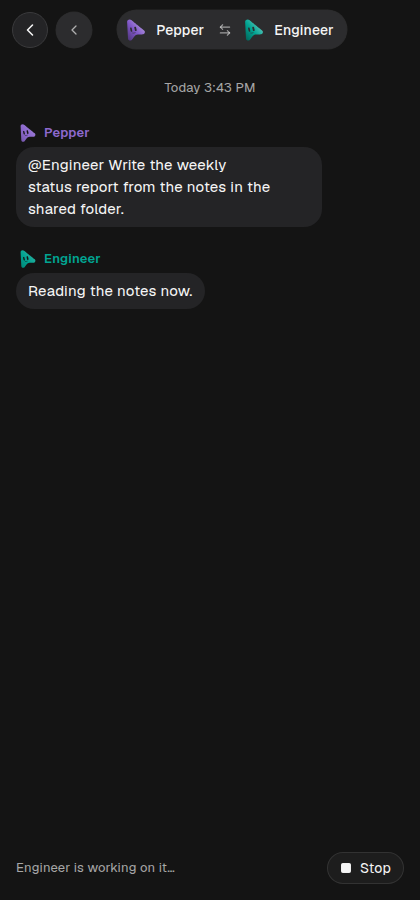 Pepper
Engineer
Today 3:43 PM
Pepper
@Engineer Write the weekly
status report from the notes in the
shared folder.
Engineer
Reading the notes now.
Engineer is working on it…
Stop